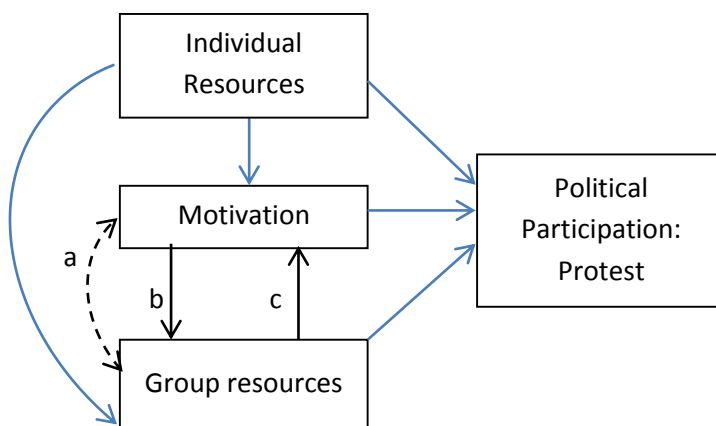 Individual
Resources
Motivation
Political
Participation:
Protest
a
b
c
Group resources